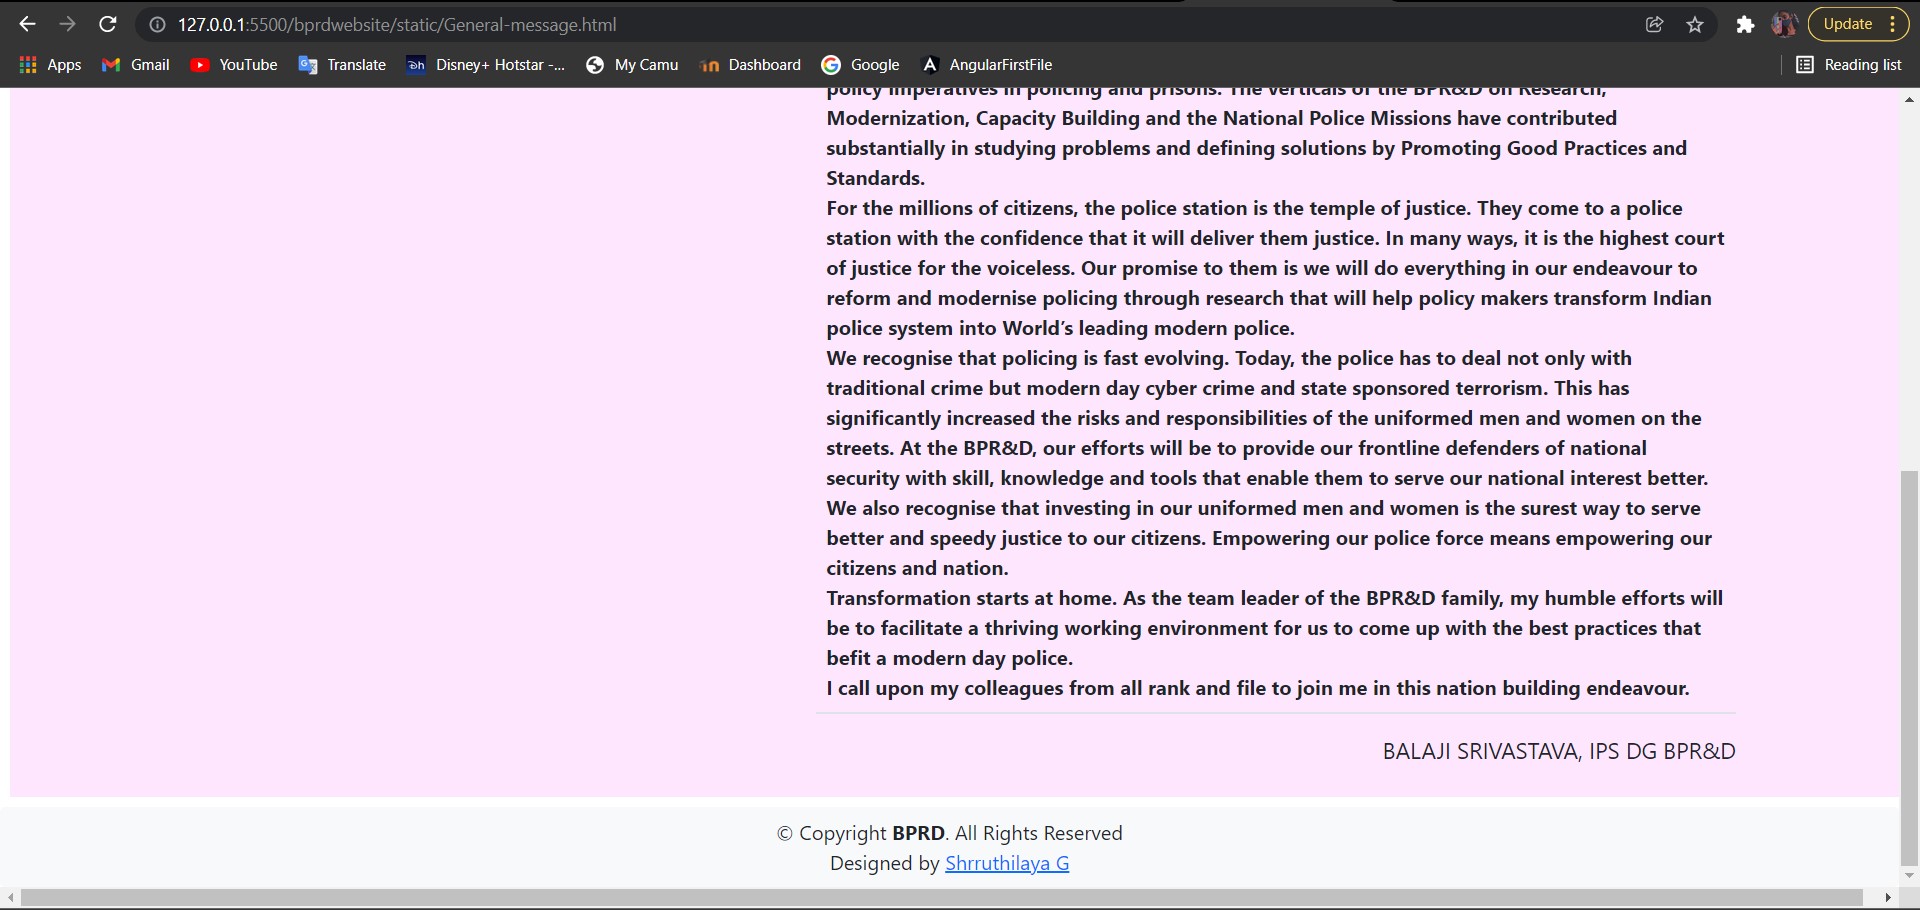 127.0.0.1:5500/bprdwebsite/static/General-message.html
Update
Apps Gmail YouTube Translate Disney+ Hotstar -... My Camu Dashboard Google AngularFirstFile Reading list
policy imperatives in policing and prisons. The verticals of the BPR&D on Research,
Modernization, Capacity Building and the National Police Missions have contributed
substantially in studying problems and defining solutions by Promoting Good Practices and
Standards.
For the millions of citizens, the police station is the temple of justice. They come to a police
station with the confidence that it will deliver them justice. In many ways, it is the highest court
of justice for the voiceless. Our promise to them is we will do everything in our endeavour to
reform and modernise policing through research that will help policy makers transform Indian
police system into World’s leading modern police.
We recognise that policing is fast evolving. Today, the police has to deal not only with
traditional crime but modern day cyber crime and state sponsored terrorism. This has
significantly increased the risks and responsibilities of the uniformed men and women on the
streets. At the BPR&D, our efforts will be to provide our frontline defenders of national
security with skill, knowledge and tools that enable them to serve our national interest better.
We also recognise that investing in our uniformed men and women is the surest way to serve
better and speedy justice to our citizens. Empowering our police force means empowering our
citizens and nation.
Transformation starts at home. As the team leader of the BPR&D family, my humble efforts will
be to facilitate a thriving working environment for us to come up with the best practices that
befit a modern day police.
I call upon my colleagues from all rank and file to join me in this nation building endeavour.
BALAJI SRIVASTAVA, IPS DG BPR&D
© Copyright BPRD. All Rights Reserved
Designed by Shrruthilaya G